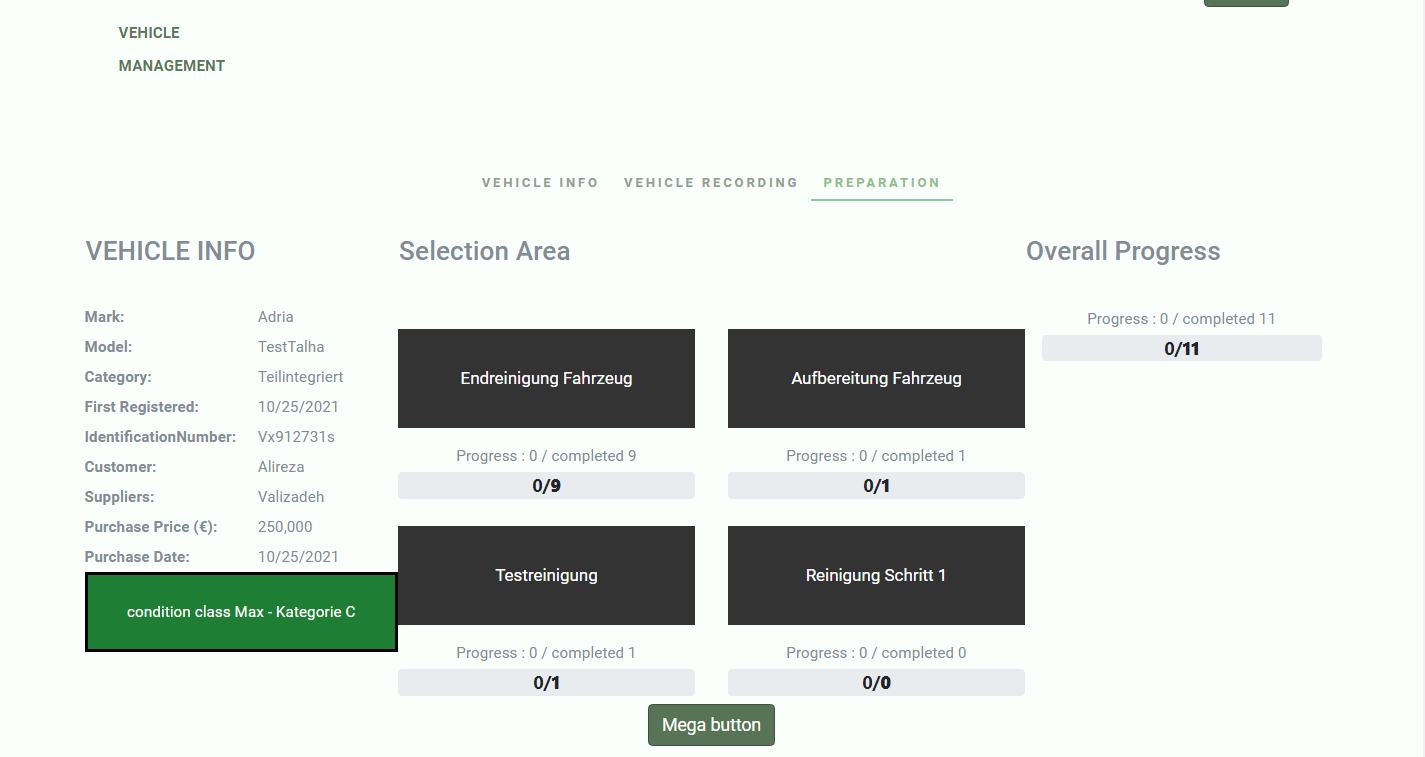 VEHICLE
MANAGEMENT
VEHICLE INFO VEHICLE RECORDING PREPARATION
VEHICLE INFO
Mark: Adria
Model: TestTalha
Category: Teilintegriert
First Registered: 10/25/2021
IdentificationNumber: Vx912731s
Customer: Alireza
Suppliers: Valizadeh
Purchase Price (€): 250,000
Purchase Date: 10/25/2021
condition class Max - Kategorie C
Selection Area
Endreinigung Fahrzeug
Progress : 0 / completed 9
0/9
Aufbereitung Fahrzeug
Progress : 0 / completed 1
0/1
Testreinigung
Progress : 0 / completed 1
0/1
Reinigung Schritt 1
Progress : 0 / completed 0
0/0
Mega button
Overall Progress
Progress : 0 / completed 11
0/11